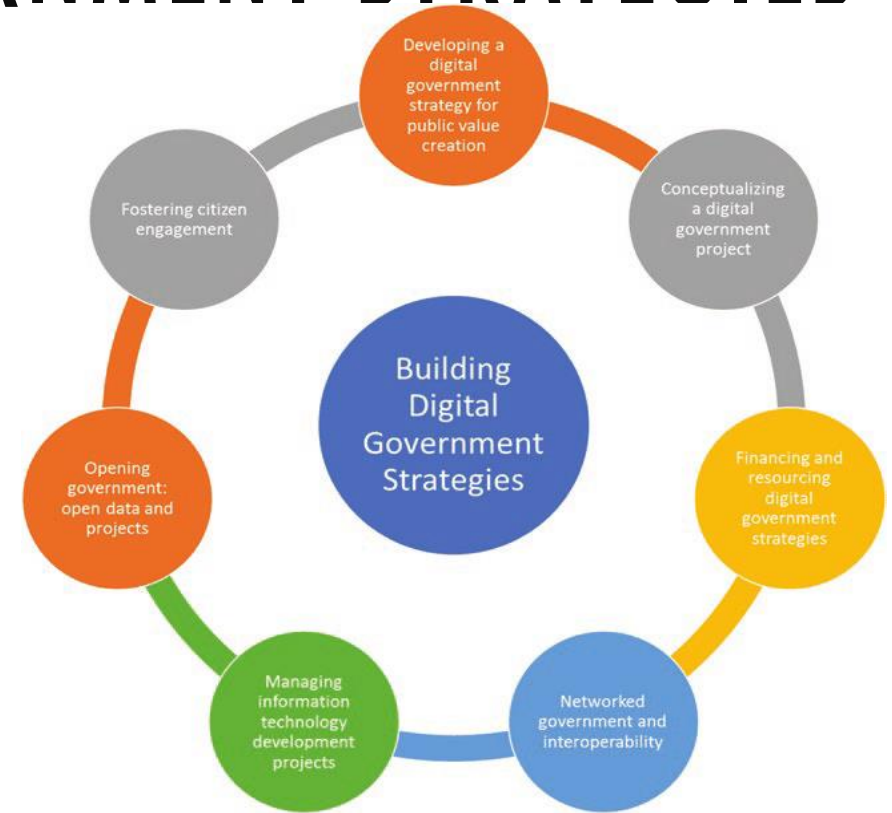 Developing a
digital
government
strategy for
public value
creation
Conceptualizing
a digital
government
project
Financing and
resourcing
digital
government
strategies
Networked
government and
interoperability
Managing
information
technology
development
projects
Opening
government:
open data and
projects
Fostering citizen
engagement
Building
Digital
Government
Strategies